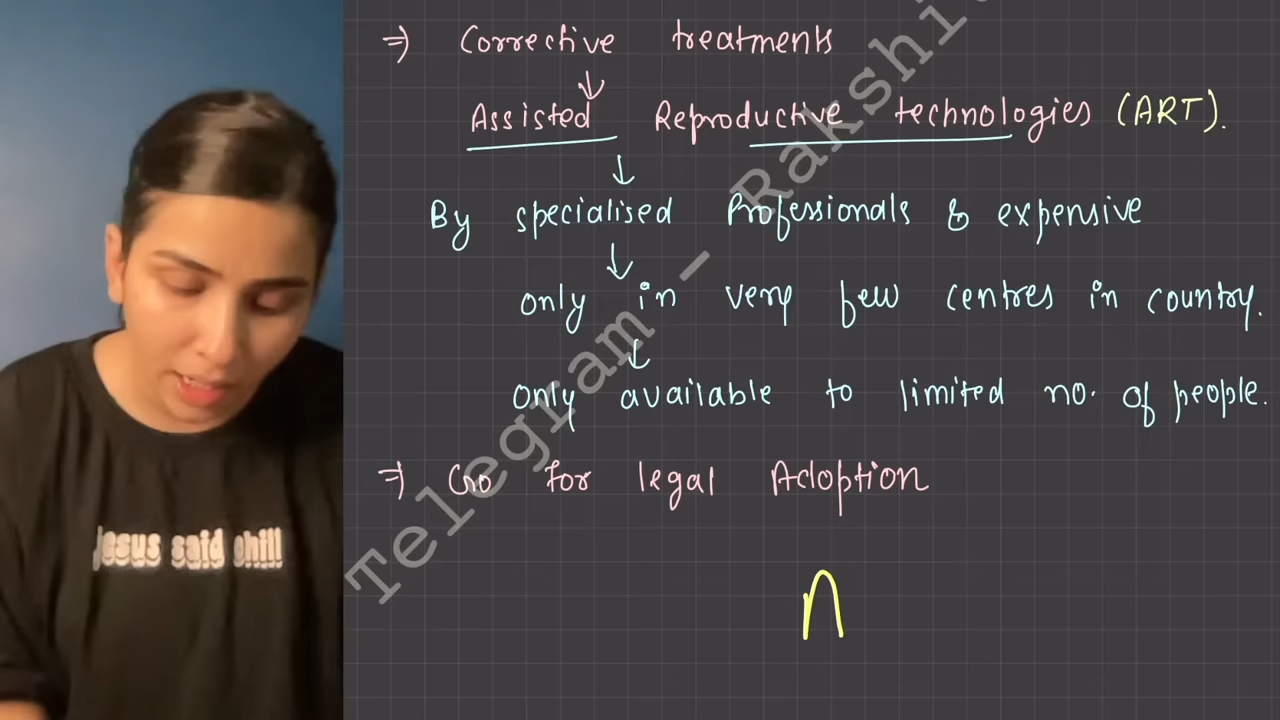 ⇒ Corrective treatments
↓
Assisted Reproductive technologies (ART).
↓
By specialised Professionals & expensive
↓
only in very few centres in country.
↓
only available to limited no. of people.
⇒ Go for legal Adoption
n
Jesus said chill
Telegram - Rakshi